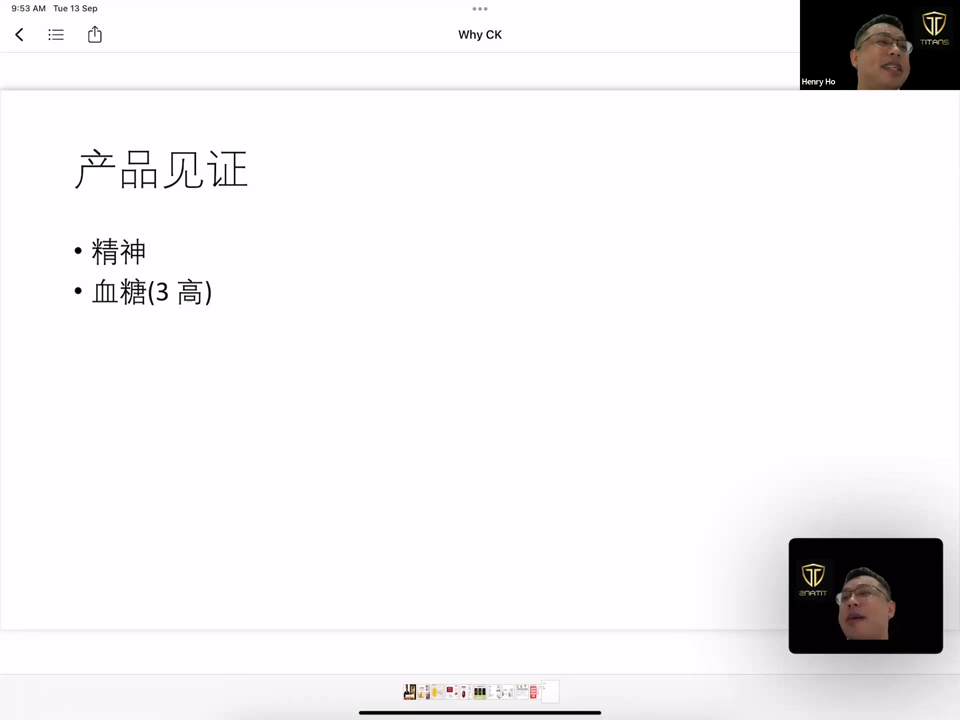 9:53 AM Tue 13 Sep
Why CK
TITANS
Henry Ho
产品见证
• 精神
• 血糖(3 高)
TITANS